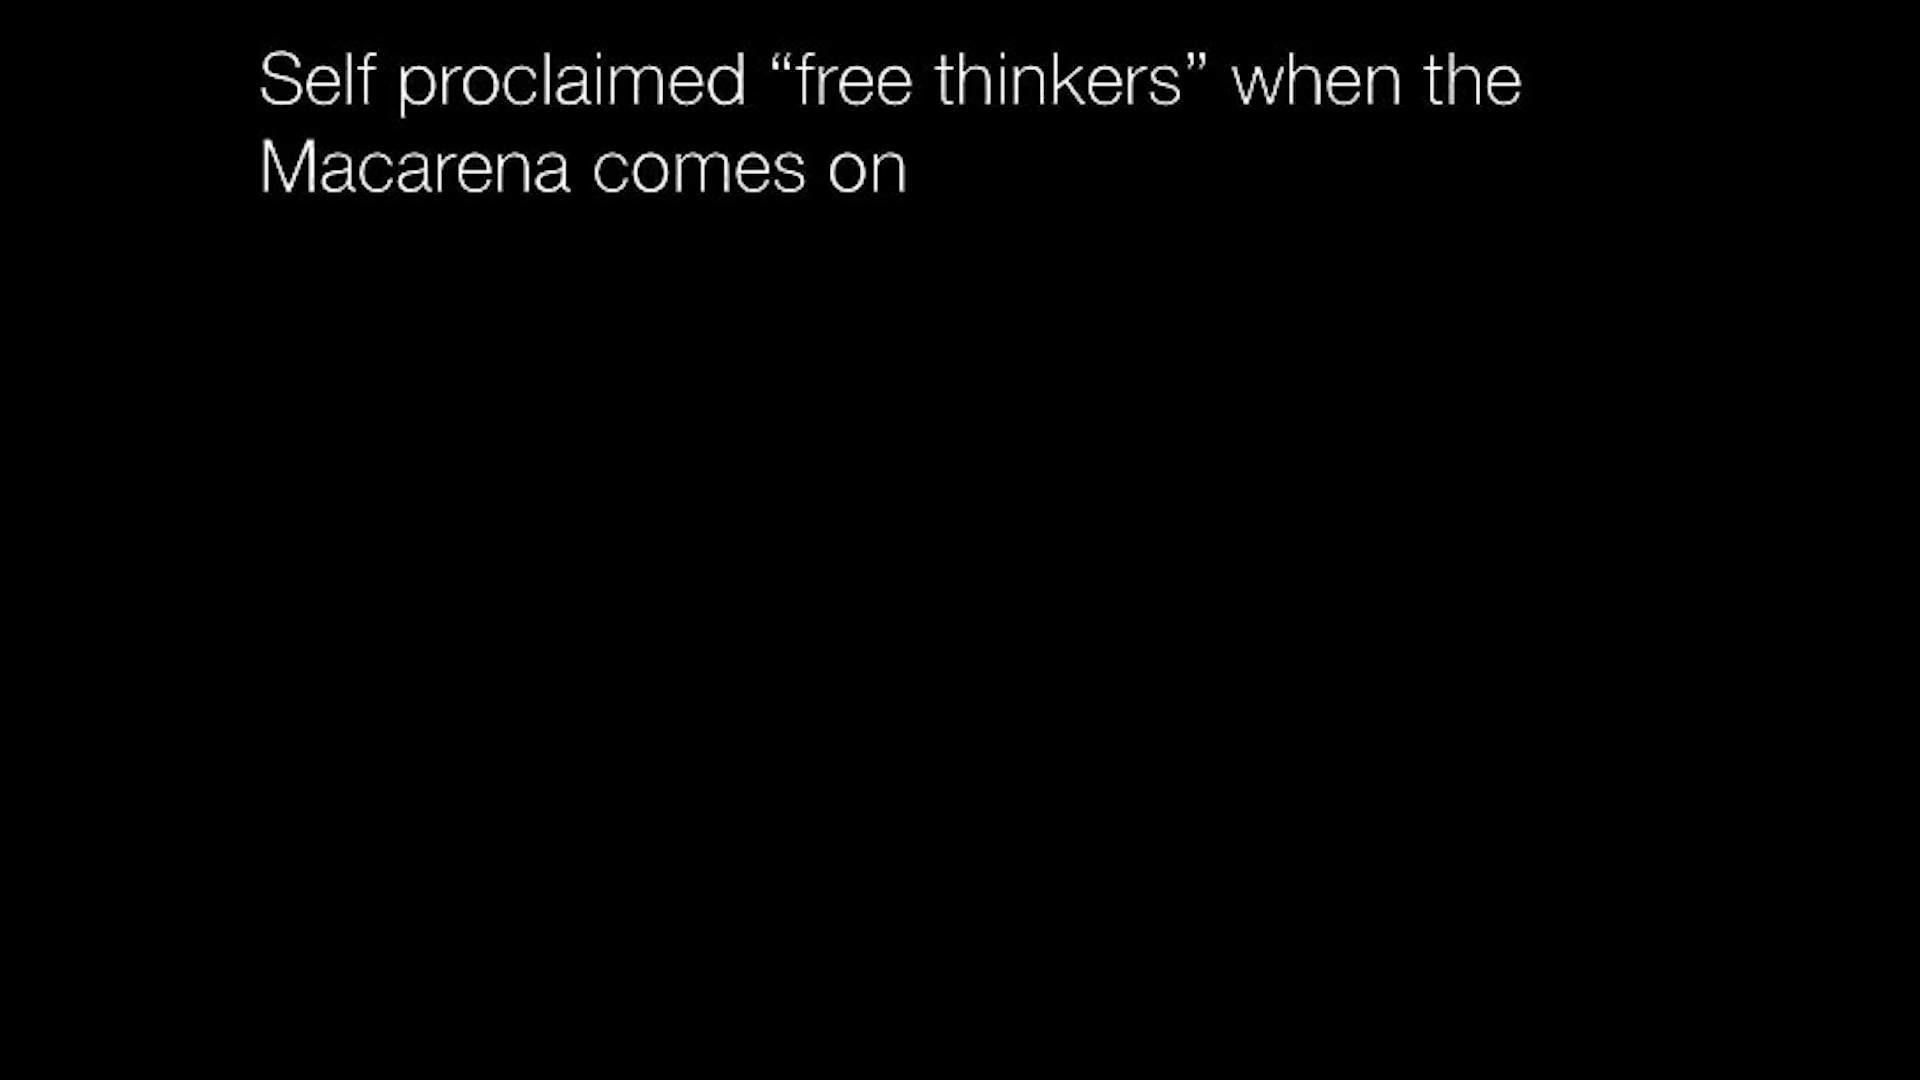 Self proclaimed “free thinkers” when the
Macarena comes on